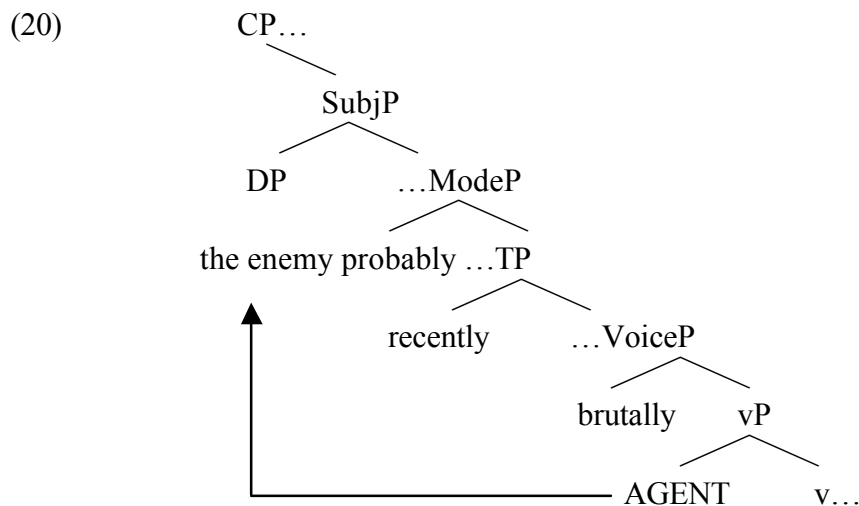 (20) CP…
SubjP
DP …ModeP
the enemy probably …TP
recently …VoiceP
brutally vP
AGENT v…